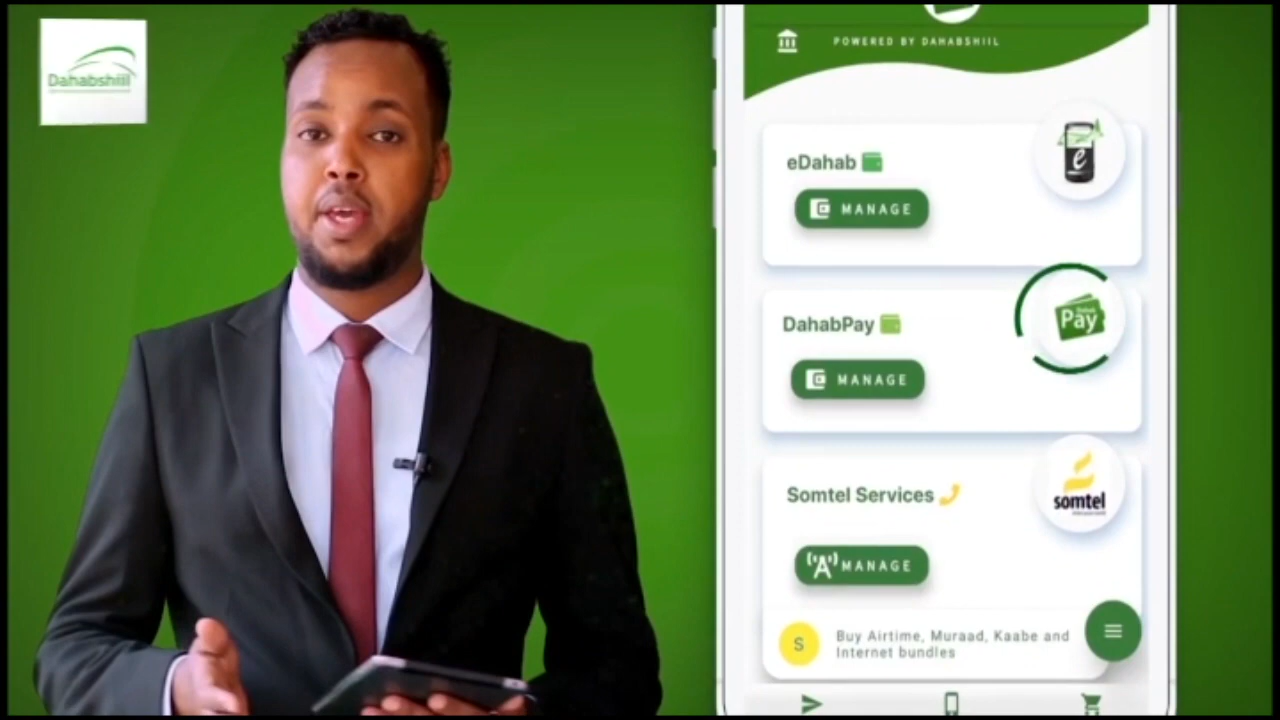 Dahabshiil
POWERED BY DAHABSHIIL
eDahab
e
MANAGE
DahabPay
Pay
MANAGE
Somtel Services
somtel
MANAGE
S
Buy Airtime, Muraad, Kaabe and
Internet bundles